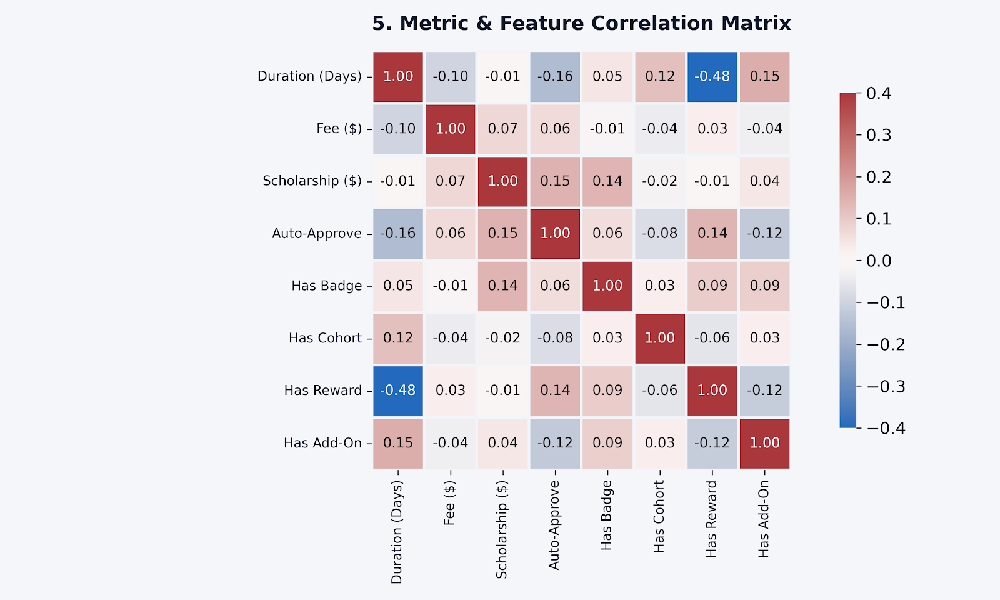 5. Metric & Feature Correlation Matrix
Duration (Days) 1.00 -0.10 -0.01 -0.16 0.05 0.12 -0.48 0.15
Fee ($) -0.10 1.00 0.07 0.06 -0.01 -0.04 0.03 -0.04
Scholarship ($) -0.01 0.07 1.00 0.15 0.14 -0.02 -0.01 0.04
Auto-Approve -0.16 0.06 0.15 1.00 0.06 -0.08 0.14 -0.12
Has Badge 0.05 -0.01 0.14 0.06 1.00 0.03 0.09 0.09
Has Cohort 0.12 -0.04 -0.02 -0.08 0.03 1.00 -0.06 0.03
Has Reward -0.48 0.03 -0.01 0.14 0.09 -0.06 1.00 -0.12
Has Add-On 0.15 -0.04 0.04 -0.12 0.09 0.03 -0.12 1.00
Duration (Days)
Fee ($)
Scholarship ($)
Auto-Approve
Has Badge
Has Cohort
Has Reward
Has Add-On
0.4
0.3
0.2
0.1
0.0
−0.1
−0.2
−0.3
−0.4